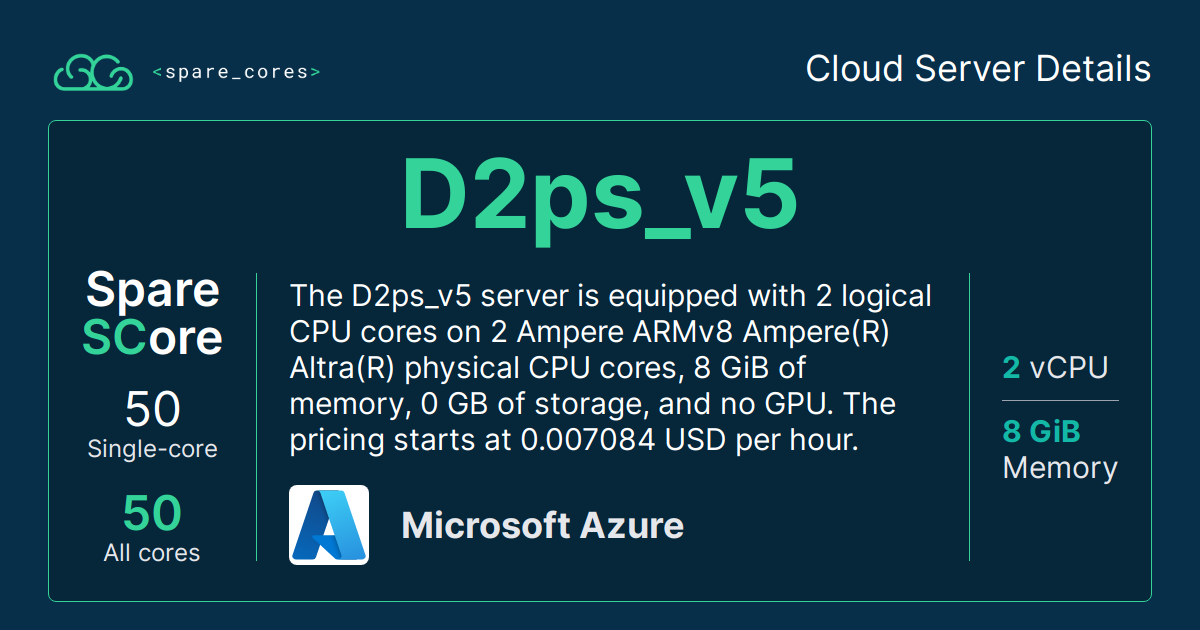 <spare_cores>
Cloud Server Details
D2ps_v5
Spare
SCore
50
Single-core
50
All cores
The D2ps_v5 server is equipped with 2 logical
CPU cores on 2 Ampere ARMv8 Ampere(R)
Altra(R) physical CPU cores, 8 GiB of
memory, 0 GB of storage, and no GPU. The
pricing starts at 0.007084 USD per hour.
Microsoft Azure
2 vCPU
8 GiB
Memory